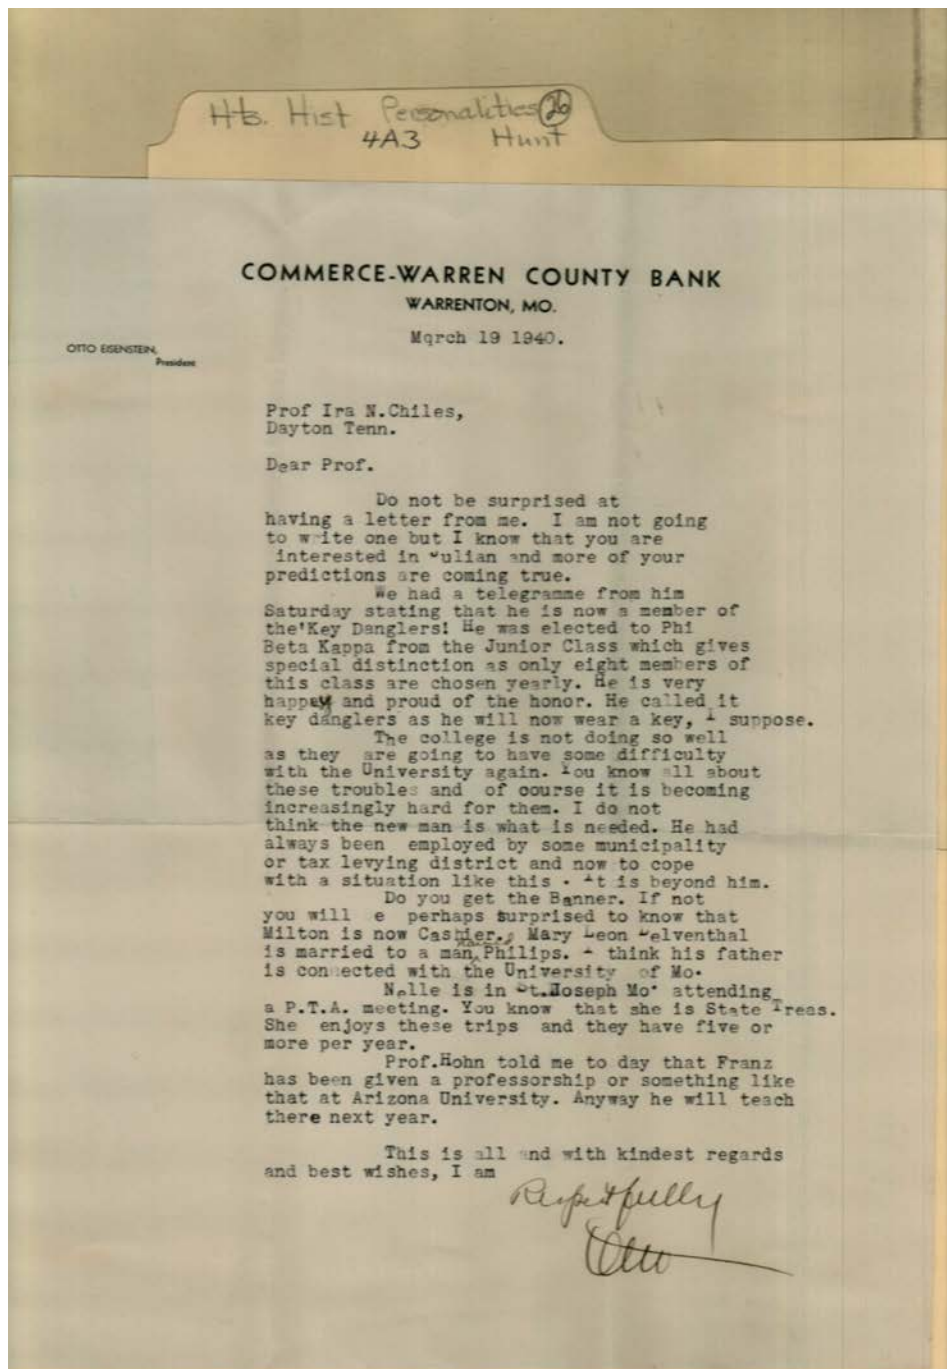 Hts. Hist Personalities 26
4A3 Hunt
COMMERCE-WARREN COUNTY BANK
WARRENTON, MO.
Mqrch 19 1940.
OTTO EISENSTEIN,
President
Prof Ira N.Chiles,
Dayton Tenn.
Dear Prof.
Do not be surprised at
having a letter from me. I am not going
to write one but I know that you are
interested in Julian and more of your
predictions are coming true.
We had a telegramme from him
Saturday stating that he is now a member of
the'Key Danglers! He was elected to Phi
Beta Kappa from the Junior Class which gives
special distinction as only eight members of
this class are chosen yearly. He is very
happy and proud of the honor. He called it
key danglers as he will now wear a key, I suppose.
The college is not doing so well
as they are going to have some difficulty
with the University again. You know all about
these troubles and of course it is becoming
increasingly hard for them. I do not
think the new man is what is needed. He had
always been employed by some municipality
or tax levying district and now to cope
with a situation like this . It is beyond him.
Do you get the Banner. If not
you will e perhaps surprised to know that
Milton is now Cashier., Mary Leon Welventhal
is married to a man Philips. I think his father
is connected with the University of Mo.
Nelle is in St.Joseph Mo. attending
a P.T.A. meeting. You know that she is State Treas.
She enjoys these trips and they have five or
more per year.
Prof.Hohn told me to day that Franz
has been given a professorship or something like
that at Arizona University. Anyway he will teach
there next year.
This is all and with kindest regards
and best wishes, I am
Respectfully
Otto